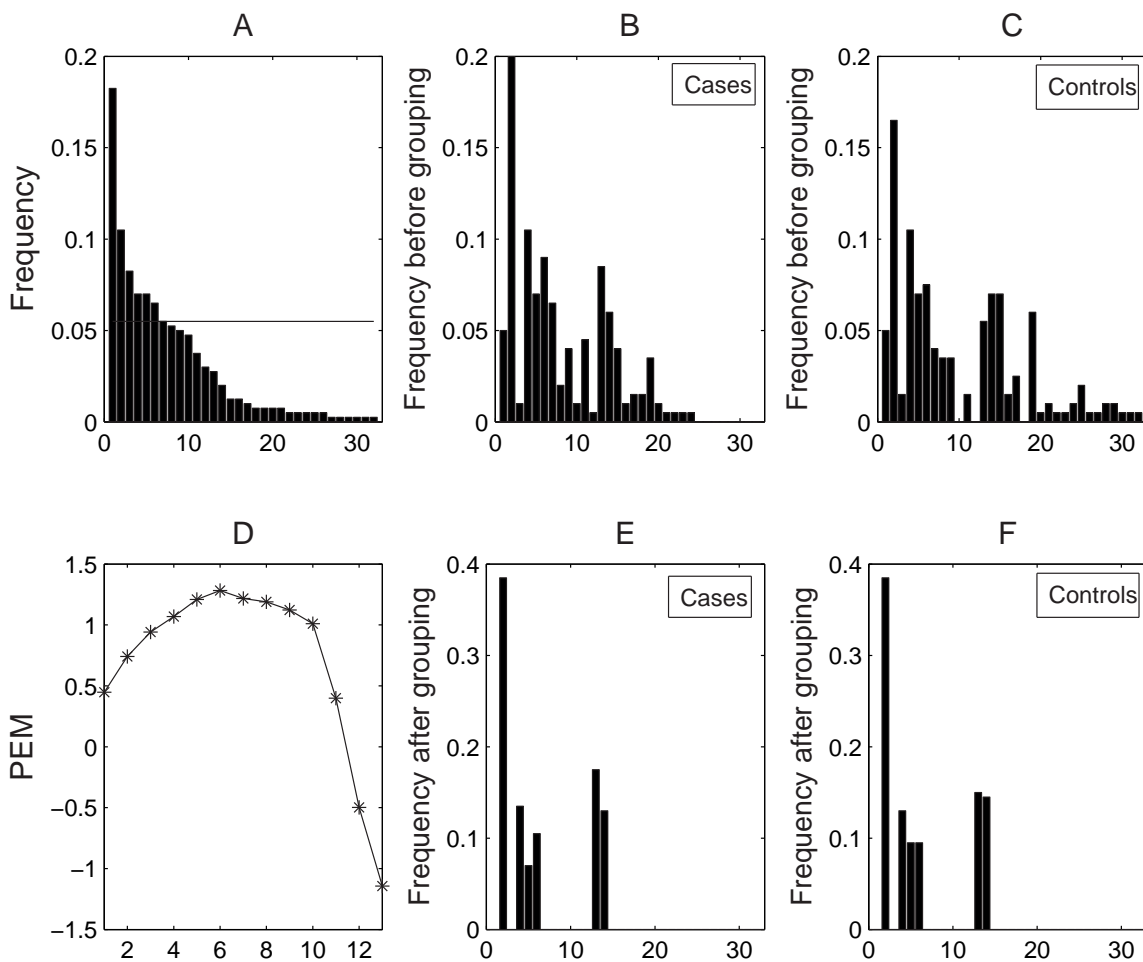 A
Frequency
0.2
0.15
0.1
0.05
0
0 10 20 30
B
Cases
Frequency before grouping
0.2
0.15
0.1
0.05
0
0 10 20 30
C
Controls
Frequency before grouping
0.2
0.15
0.1
0.05
0
0 10 20 30
D
PEM
1.5
1
0.5
0
−0.5
−1
−1.5
2 4 6 8 10 12
E
Cases
Frequency after grouping
0.4
0.3
0.2
0.1
0
0 10 20 30
F
Controls
Frequency after grouping
0.4
0.3
0.2
0.1
0
0 10 20 30